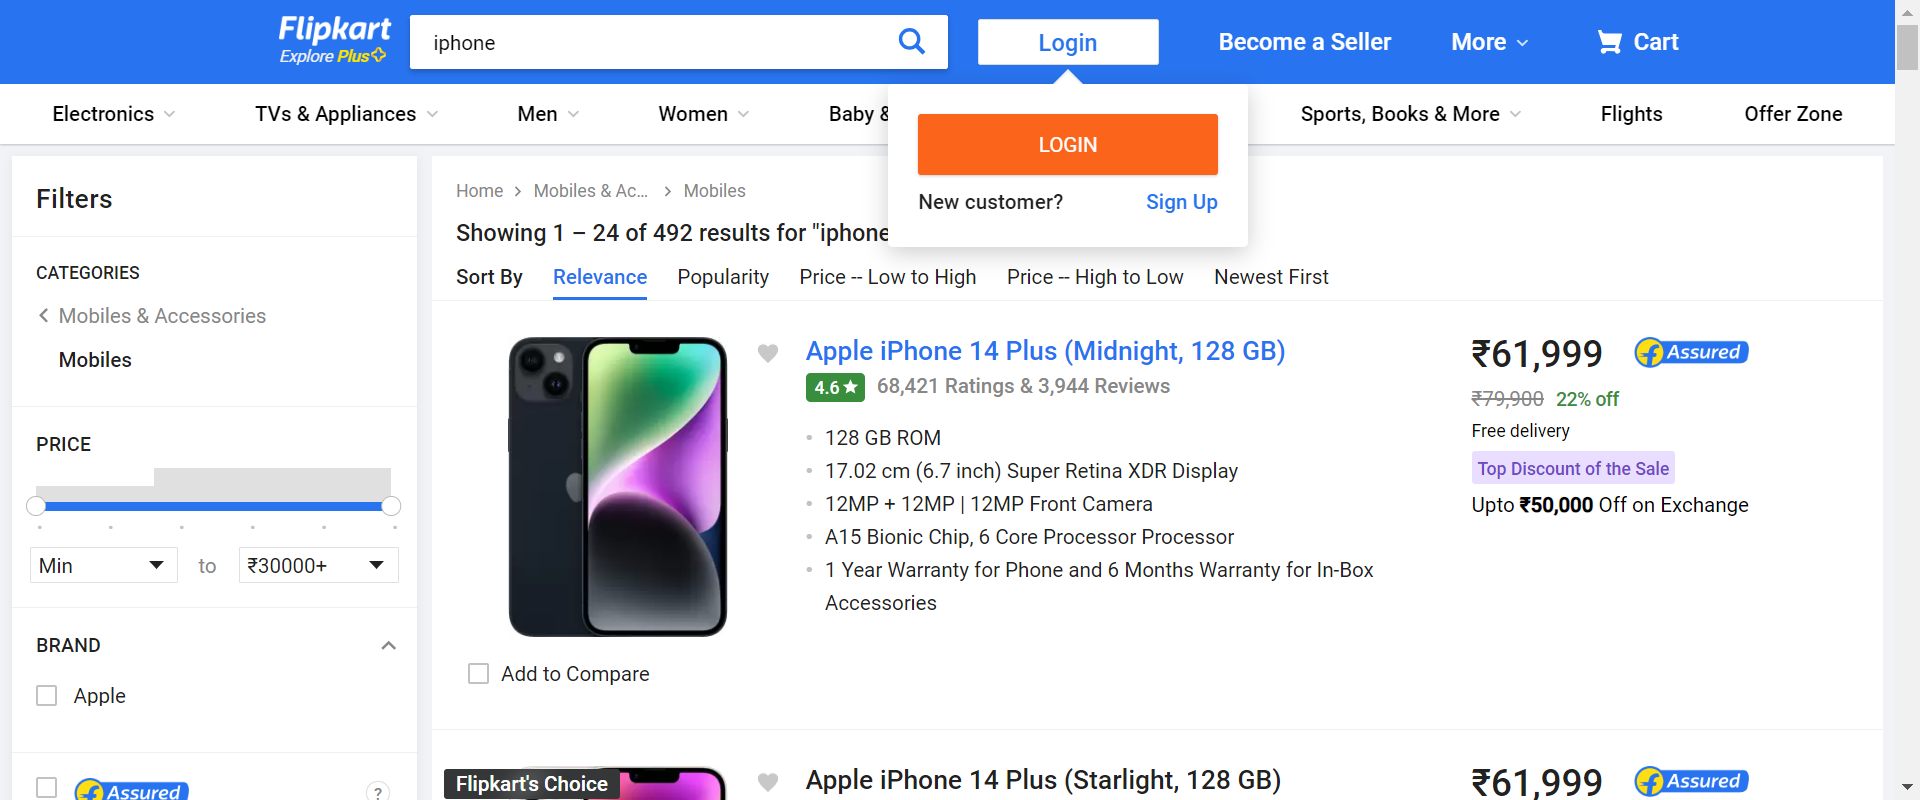 Flipkart
Explore Plus
iphone
Login
Become a Seller
More
Cart
Electronics
TVs & Appliances
Men
Women
Baby &
Sports, Books & More
Flights
Offer Zone
LOGIN
New customer?
Sign Up
Filters
CATEGORIES
Mobiles & Accessories
Mobiles
PRICE
Min
to
₹30000+
BRAND
Apple
Assured
?
Home
Mobiles & Ac...
Mobiles
Showing 1 – 24 of 492 results for "iphone
Sort By
Relevance
Popularity
Price -- Low to High
Price -- High to Low
Newest First
Apple iPhone 14 Plus (Midnight, 128 GB)
4.6★
68,421 Ratings & 3,944 Reviews
128 GB ROM
17.02 cm (6.7 inch) Super Retina XDR Display
12MP + 12MP | 12MP Front Camera
A15 Bionic Chip, 6 Core Processor Processor
1 Year Warranty for Phone and 6 Months Warranty for In-Box
Accessories
₹61,999
Assured
₹79,900 22% off
Free delivery
Top Discount of the Sale
Upto ₹50,000 Off on Exchange
Add to Compare
Flipkart's Choice
Apple iPhone 14 Plus (Starlight, 128 GB)
₹61,999
Assured